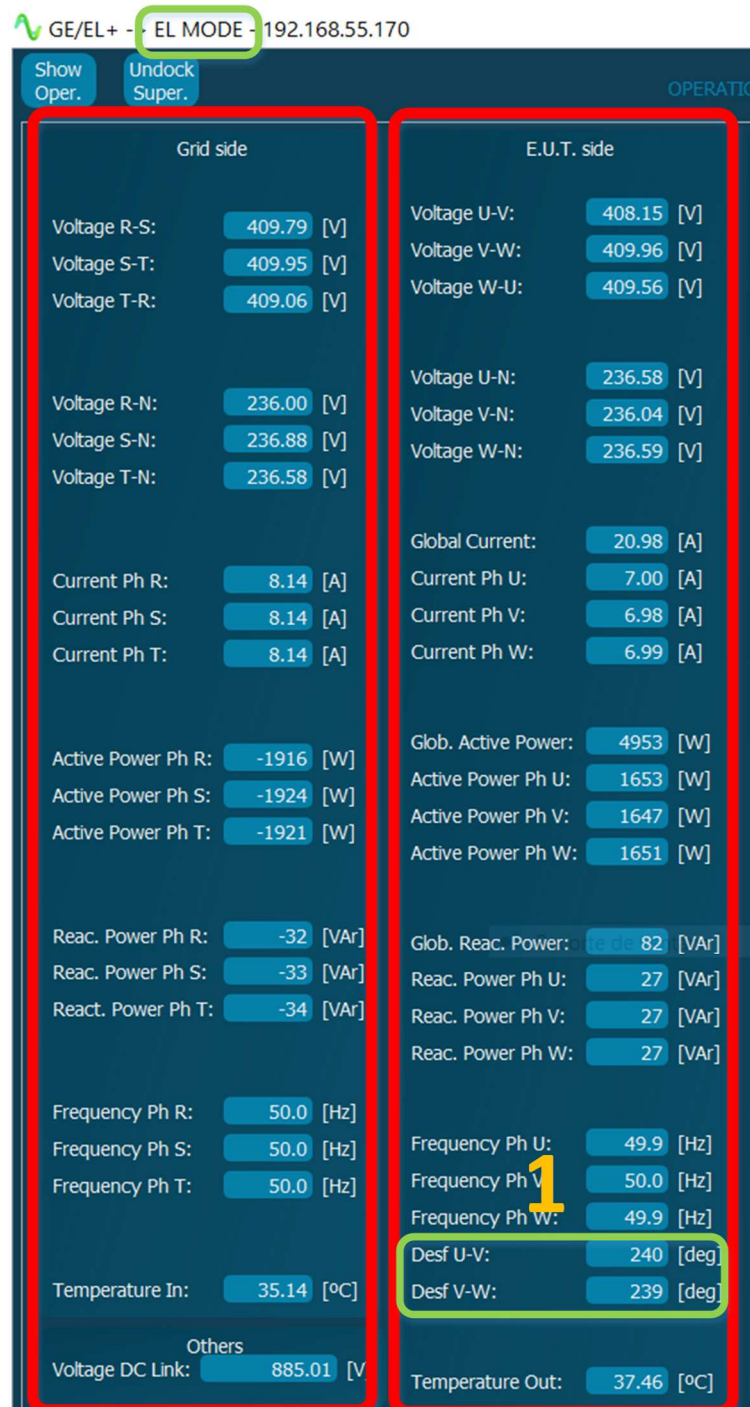 GE/EL+ -> EL MODE - 192.168.55.170
Show Oper.
Undock Super.
Grid side
Voltage R-S: 409.79 [V]
Voltage S-T: 409.95 [V]
Voltage T-R: 409.06 [V]
Voltage R-N: 236.00 [V]
Voltage S-N: 236.88 [V]
Voltage T-N: 236.58 [V]
Current Ph R: 8.14 [A]
Current Ph S: 8.14 [A]
Current Ph T: 8.14 [A]
Active Power Ph R: -1916 [W]
Active Power Ph S: -1924 [W]
Active Power Ph T: -1921 [W]
Reac. Power Ph R: -32 [VAr]
Reac. Power Ph S: -33 [VAr]
React. Power Ph T: -34 [VAr]
Frequency Ph R: 50.0 [Hz]
Frequency Ph S: 50.0 [Hz]
Frequency Ph T: 50.0 [Hz]
Temperature In: 35.14 [ºC]
Others
Voltage DC Link: 885.01 [V
E.U.T. side
Voltage U-V: 408.15 [V]
Voltage V-W: 409.96 [V]
Voltage W-U: 409.56 [V]
Voltage U-N: 236.58 [V]
Voltage V-N: 236.04 [V]
Voltage W-N: 236.59 [V]
Global Current: 20.98 [A]
Current Ph U: 7.00 [A]
Current Ph V: 6.98 [A]
Current Ph W: 6.99 [A]
Glob. Active Power: 4953 [W]
Active Power Ph U: 1653 [W]
Active Power Ph V: 1647 [W]
Active Power Ph W: 1651 [W]
Glob. Reac. Power: 82 [VAr]
Reac. Power Ph U: 27 [VAr]
Reac. Power Ph V: 27 [VAr]
Reac. Power Ph W: 27 [VAr]
Frequency Ph U: 49.9 [Hz]
Frequency Ph V 50.0 [Hz]
Frequency Ph W: 49.9 [Hz]
1
Desf U-V: 240 [deg]
Desf V-W: 239 [deg]
Temperature Out: 37.46 [ºC]